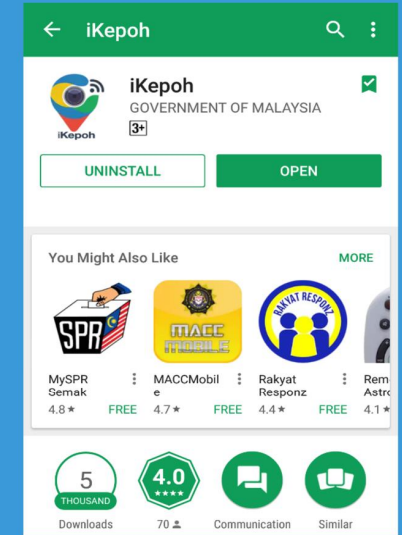 iKepoh
iKepoh
GOVERNMENT OF MALAYSIA
3+
iKepoh
UNINSTALL
OPEN
You Might Also Like
MORE
SPR
MACC
MOBILE
RAKYAT RESPONZ
MySPR
Semak
4.8★ FREE
MACCMobil
e
4.7★ FREE
Rakyat
Responz
4.4★ FREE
Rem
Astro
4.1★
5
THOUSAND
Downloads
4.0
★★★★
70
Communication
Similar